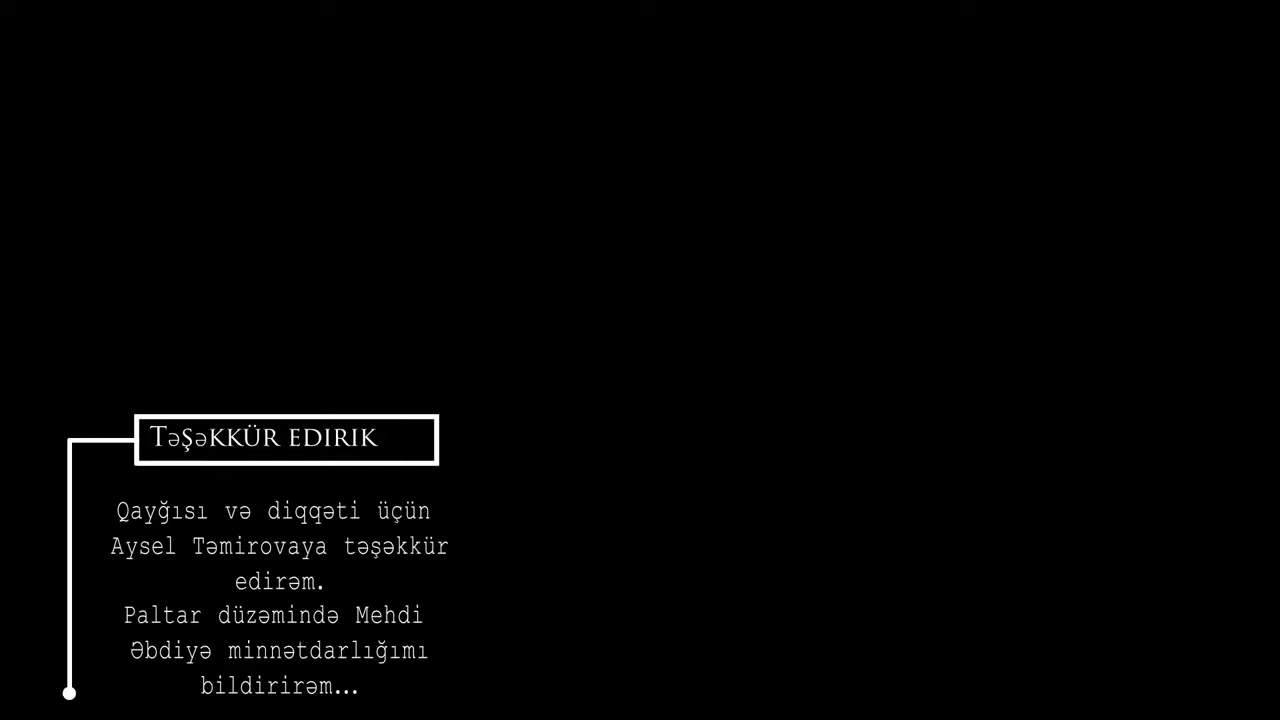 Təşəkkür edirik
Qayğısı və diqqəti üçün
Aysel Təmirovaya təşəkkür
edirəm.
Paltar düzəmində Mehdi
Əbdiyə minnətdarlığımı
bildirirəm...